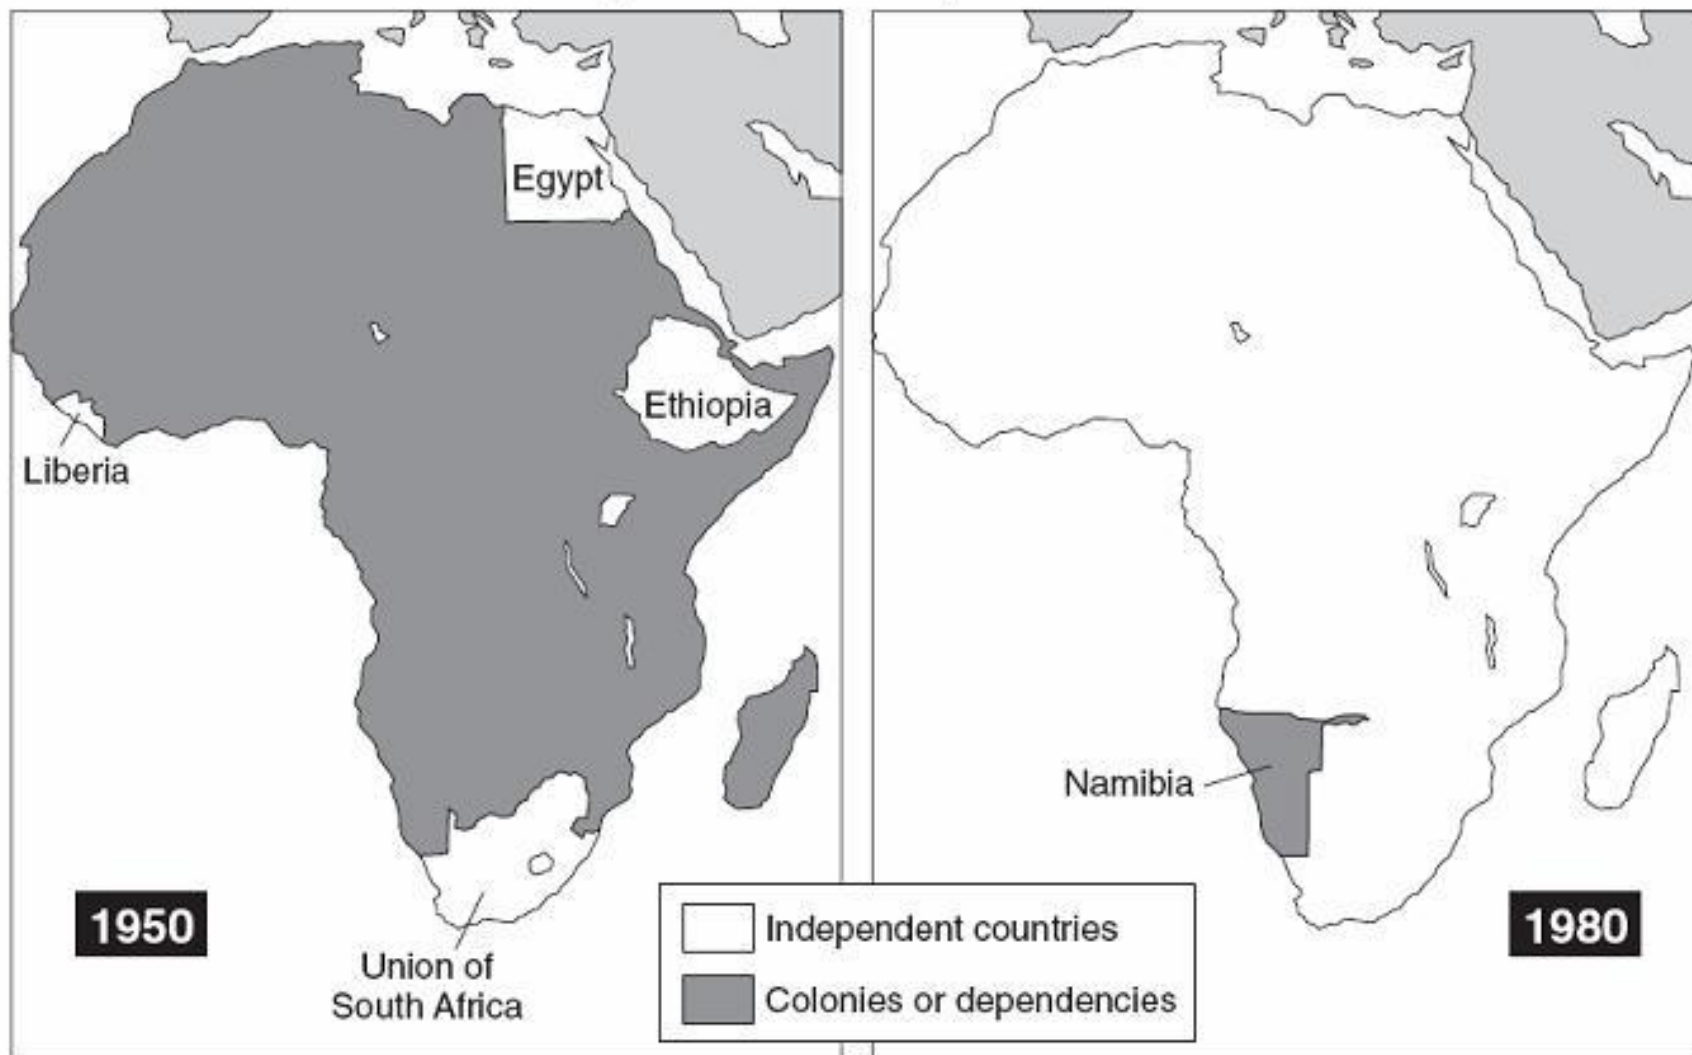 Egypt
Ethiopia
Liberia
1950
Union of
South Africa
Namibia
1980
Independent countries
Colonies or dependencies